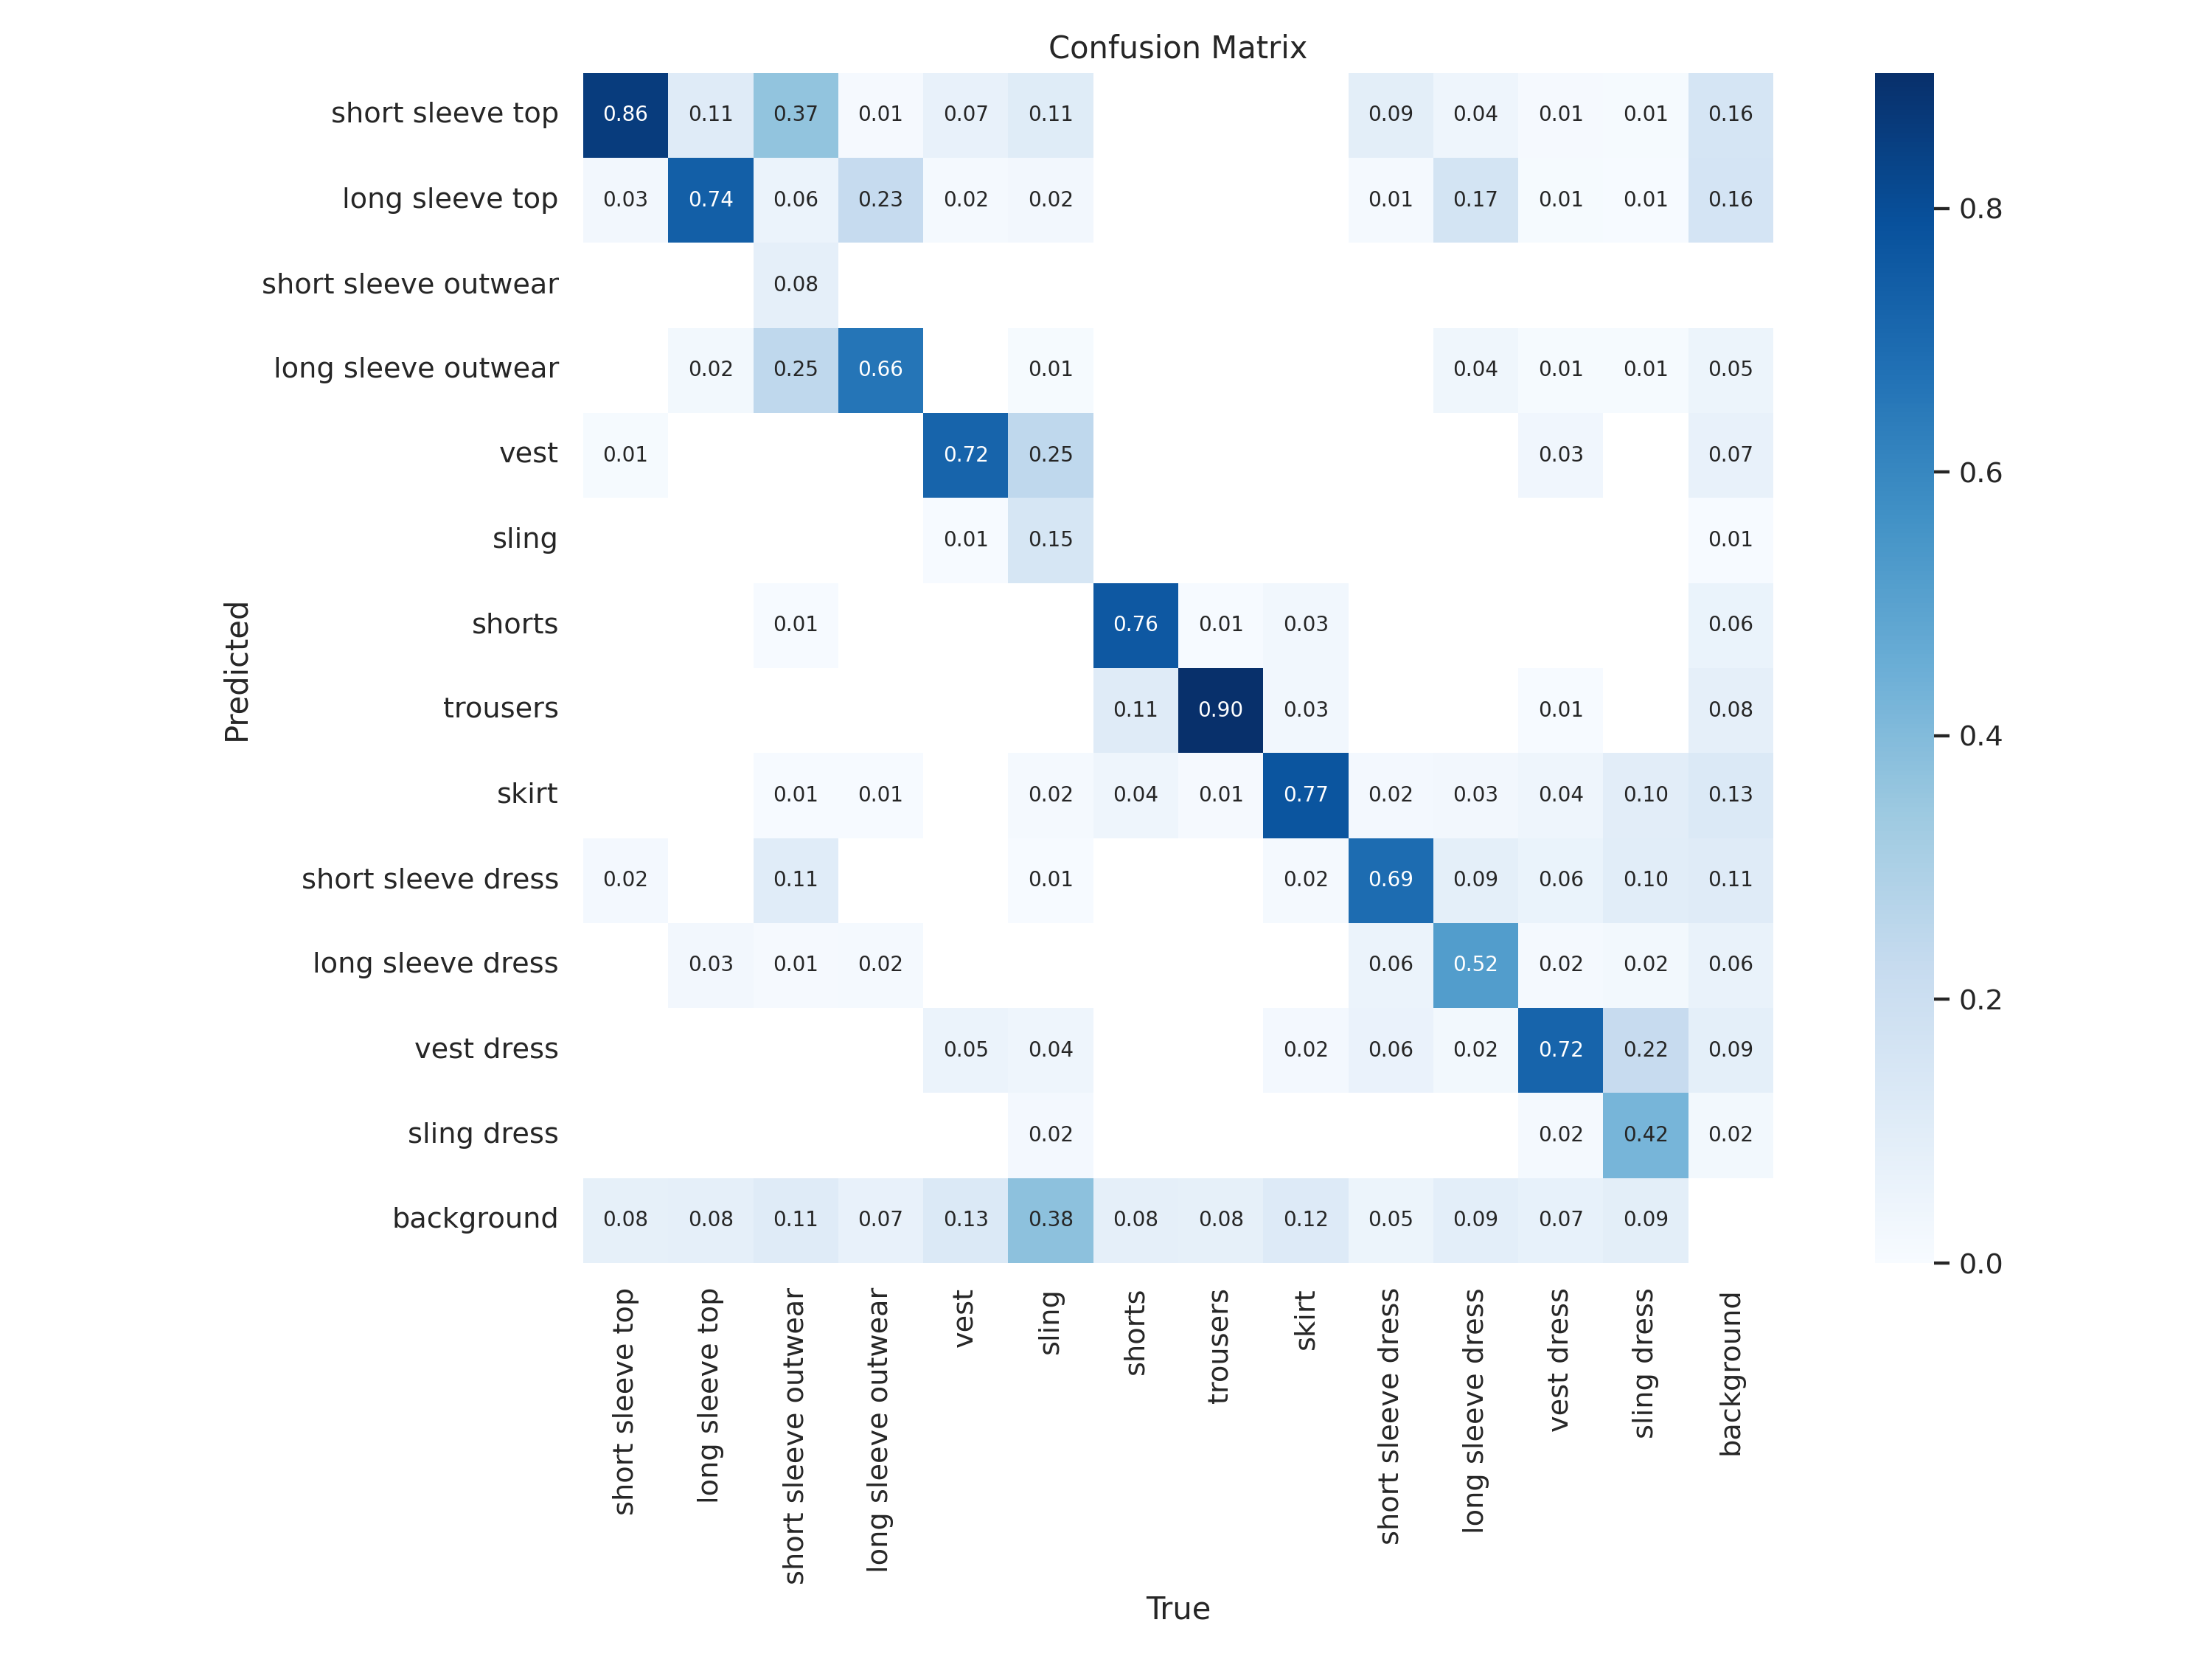 Confusion Matrix
short sleeve top 0.86 0.11 0.37 0.01 0.07 0.11 0.09 0.04 0.01 0.01 0.16
long sleeve top 0.03 0.74 0.06 0.23 0.02 0.02 0.01 0.17 0.01 0.01 0.16
short sleeve outwear 0.08
long sleeve outwear 0.02 0.25 0.66 0.01 0.04 0.01 0.01 0.05
vest 0.01 0.72 0.25 0.03 0.07
sling 0.01 0.15 0.01
shorts 0.01 0.76 0.01 0.03 0.06
trousers 0.11 0.90 0.03 0.01 0.08
skirt 0.01 0.01 0.02 0.04 0.01 0.77 0.02 0.03 0.04 0.10 0.13
short sleeve dress 0.02 0.11 0.01 0.02 0.69 0.09 0.06 0.10 0.11
long sleeve dress 0.03 0.01 0.02 0.06 0.52 0.02 0.02 0.06
vest dress 0.05 0.04 0.02 0.06 0.02 0.72 0.22 0.09
sling dress 0.02 0.02 0.42 0.02
background 0.08 0.08 0.11 0.07 0.13 0.38 0.08 0.08 0.12 0.05 0.09 0.07 0.09
Predicted
short sleeve top
long sleeve top
short sleeve outwear
long sleeve outwear
vest
sling
shorts
trousers
skirt
short sleeve dress
long sleeve dress
vest dress
sling dress
background
True
0.8
0.6
0.4
0.2
0.0